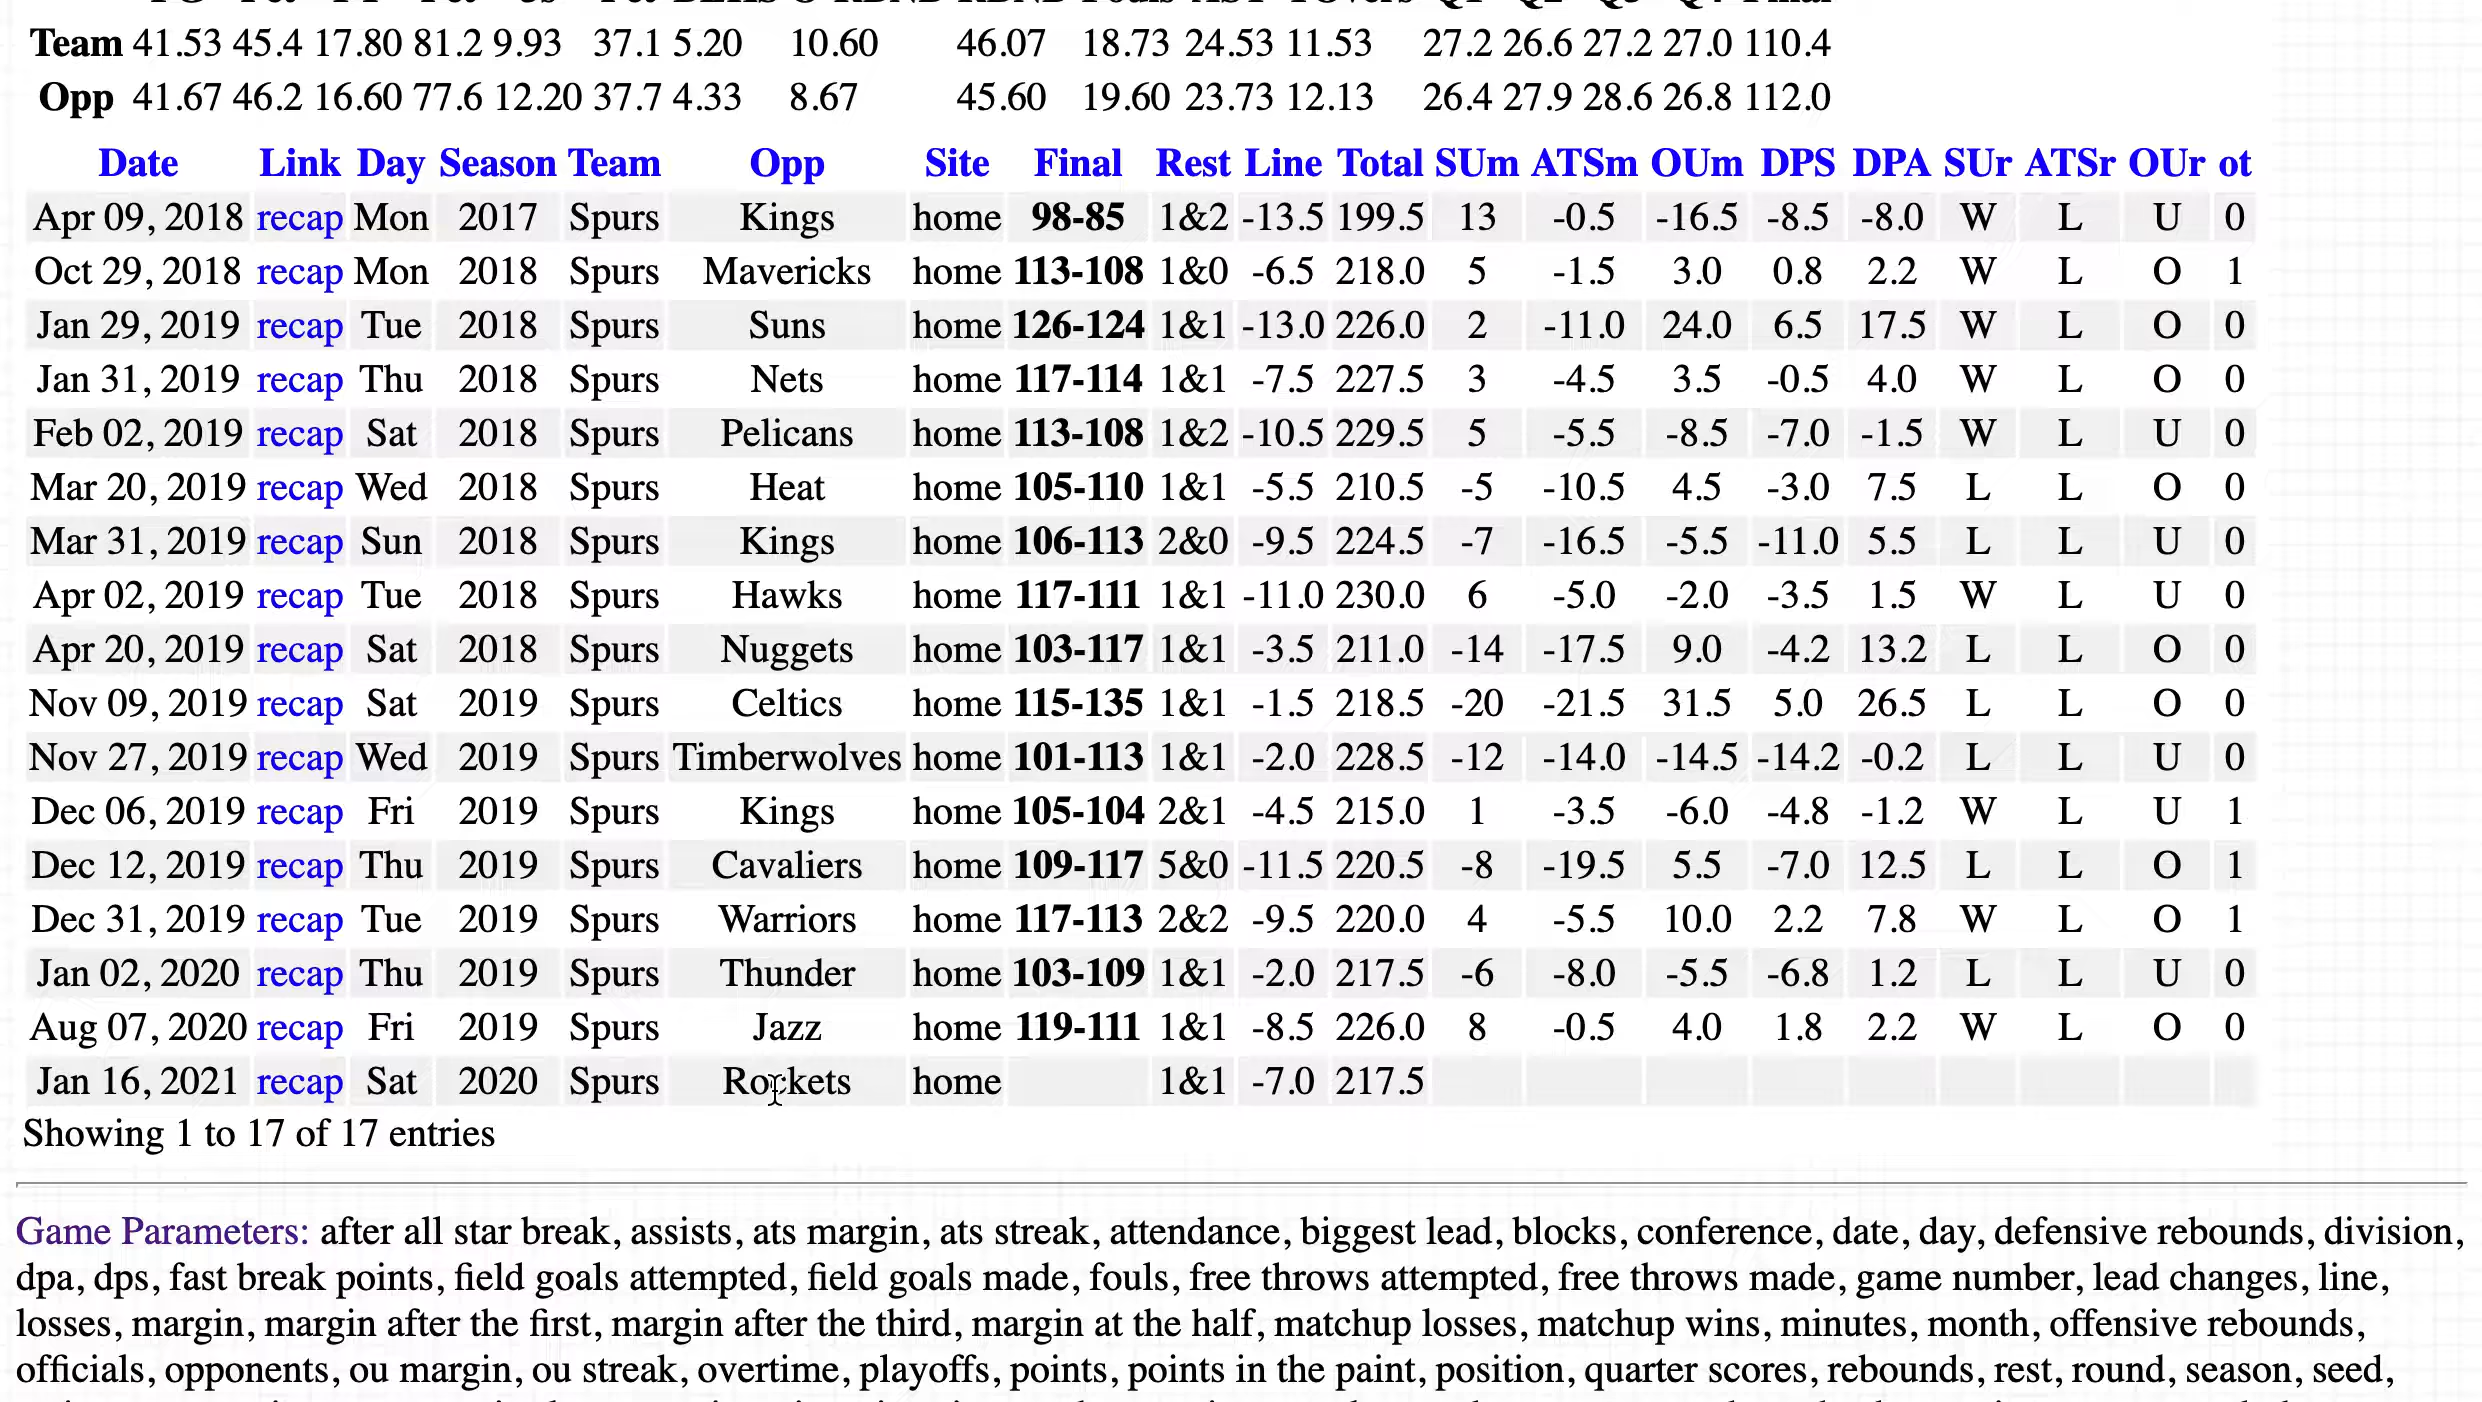 Team 41.53 45.4 17.80 81.2 9.93 37.1 5.20 10.60 46.07 18.73 24.53 11.53 27.2 26.6 27.2 27.0 110.4
Opp 41.67 46.2 16.60 77.6 12.20 37.7 4.33 8.67 45.60 19.60 23.73 12.13 26.4 27.9 28.6 26.8 112.0
Date Link Day Season Team Opp Site Final Rest Line Total SUm ATSm OUm DPS DPA SUr ATSr OUr ot
Apr 09, 2018 recap Mon 2017 Spurs Kings home 98-85 1&2 -13.5 199.5 13 -0.5 -16.5 -8.5 -8.0 W L U 0
Oct 29, 2018 recap Mon 2018 Spurs Mavericks home 113-108 1&0 -6.5 218.0 5 -1.5 3.0 0.8 2.2 W L O 1
Jan 29, 2019 recap Tue 2018 Spurs Suns home 126-124 1&1 -13.0 226.0 2 -11.0 24.0 6.5 17.5 W L O 0
Jan 31, 2019 recap Thu 2018 Spurs Nets home 117-114 1&1 -7.5 227.5 3 -4.5 3.5 -0.5 4.0 W L O 0
Feb 02, 2019 recap Sat 2018 Spurs Pelicans home 113-108 1&2 -10.5 229.5 5 -5.5 -8.5 -7.0 -1.5 W L U 0
Mar 20, 2019 recap Wed 2018 Spurs Heat home 105-110 1&1 -5.5 210.5 -5 -10.5 4.5 -3.0 7.5 L L O 0
Mar 31, 2019 recap Sun 2018 Spurs Kings home 106-113 2&0 -9.5 224.5 -7 -16.5 -5.5 -11.0 5.5 L L U 0
Apr 02, 2019 recap Tue 2018 Spurs Hawks home 117-111 1&1 -11.0 230.0 6 -5.0 -2.0 -3.5 1.5 W L U 0
Apr 20, 2019 recap Sat 2018 Spurs Nuggets home 103-117 1&1 -3.5 211.0 -14 -17.5 9.0 -4.2 13.2 L L O 0
Nov 09, 2019 recap Sat 2019 Spurs Celtics home 115-135 1&1 -1.5 218.5 -20 -21.5 31.5 5.0 26.5 L L O 0
Nov 27, 2019 recap Wed 2019 Spurs Timberwolves home 101-113 1&1 -2.0 228.5 -12 -14.0 -14.5 -14.2 -0.2 L L U 0
Dec 06, 2019 recap Fri 2019 Spurs Kings home 105-104 2&1 -4.5 215.0 1 -3.5 -6.0 -4.8 -1.2 W L U 1
Dec 12, 2019 recap Thu 2019 Spurs Cavaliers home 109-117 5&0 -11.5 220.5 -8 -19.5 5.5 -7.0 12.5 L L O 1
Dec 31, 2019 recap Tue 2019 Spurs Warriors home 117-113 2&2 -9.5 220.0 4 -5.5 10.0 2.2 7.8 W L O 1
Jan 02, 2020 recap Thu 2019 Spurs Thunder home 103-109 1&1 -2.0 217.5 -6 -8.0 -5.5 -6.8 1.2 L L U 0
Aug 07, 2020 recap Fri 2019 Spurs Jazz home 119-111 1&1 -8.5 226.0 8 -0.5 4.0 1.8 2.2 W L O 0
Jan 16, 2021 recap Sat 2020 Spurs Rockets home 1&1 -7.0 217.5
Showing 1 to 17 of 17 entries
Game Parameters: after all star break, assists, ats margin, ats streak, attendance, biggest lead, blocks, conference, date, day, defensive rebounds, division,
dpa, dps, fast break points, field goals attempted, field goals made, fouls, free throws attempted, free throws made, game number, lead changes, line,
losses, margin, margin after the first, margin after the third, margin at the half, matchup losses, matchup wins, minutes, month, offensive rebounds,
officials, opponents, ou margin, ou streak, overtime, playoffs, points, points in the paint, position, quarter scores, rebounds, rest, round, season, seed,